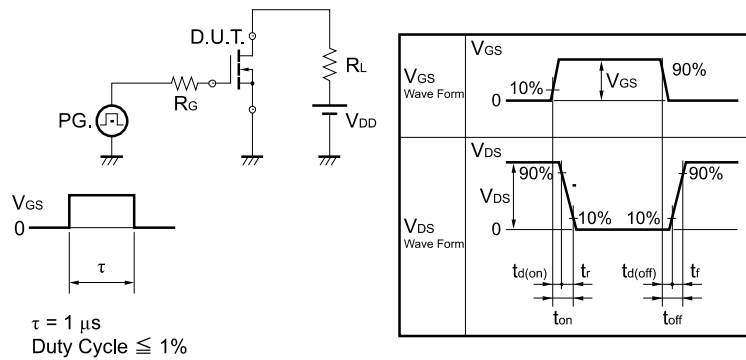 D.U.T.
RL
RG
PG.
VDD
VGS
0
τ
τ = 1 μs
Duty Cycle ≦ 1%
VGS
Wave Form
VGS
10%
VGS
90%
0
VDS
Wave Form
VDS
90%
90%
VDS
10%
10%
0
td(on)
tr
td(off)
tf
ton
toff